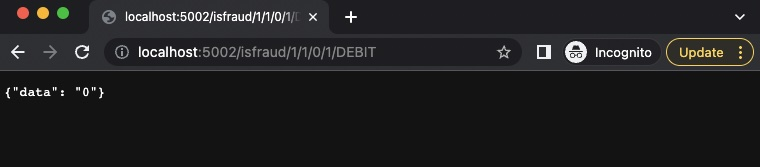 localhost:5002/isfraud/1/1/0/1/
localhost:5002/isfraud/1/1/0/1/DEBIT
Incognito
Update
{"data": "0"}